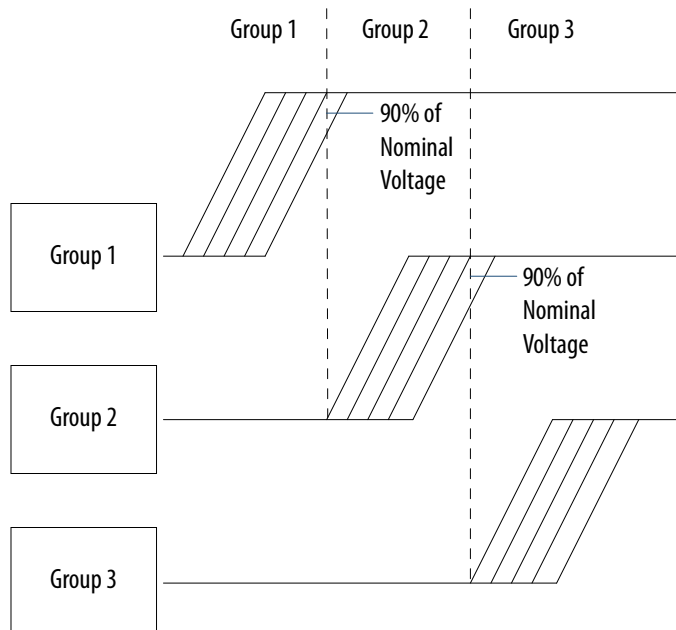 Group 1
Group 2
Group 3
90% of
Nominal
Voltage
Group 1
90% of
Nominal
Voltage
Group 2
Group 3